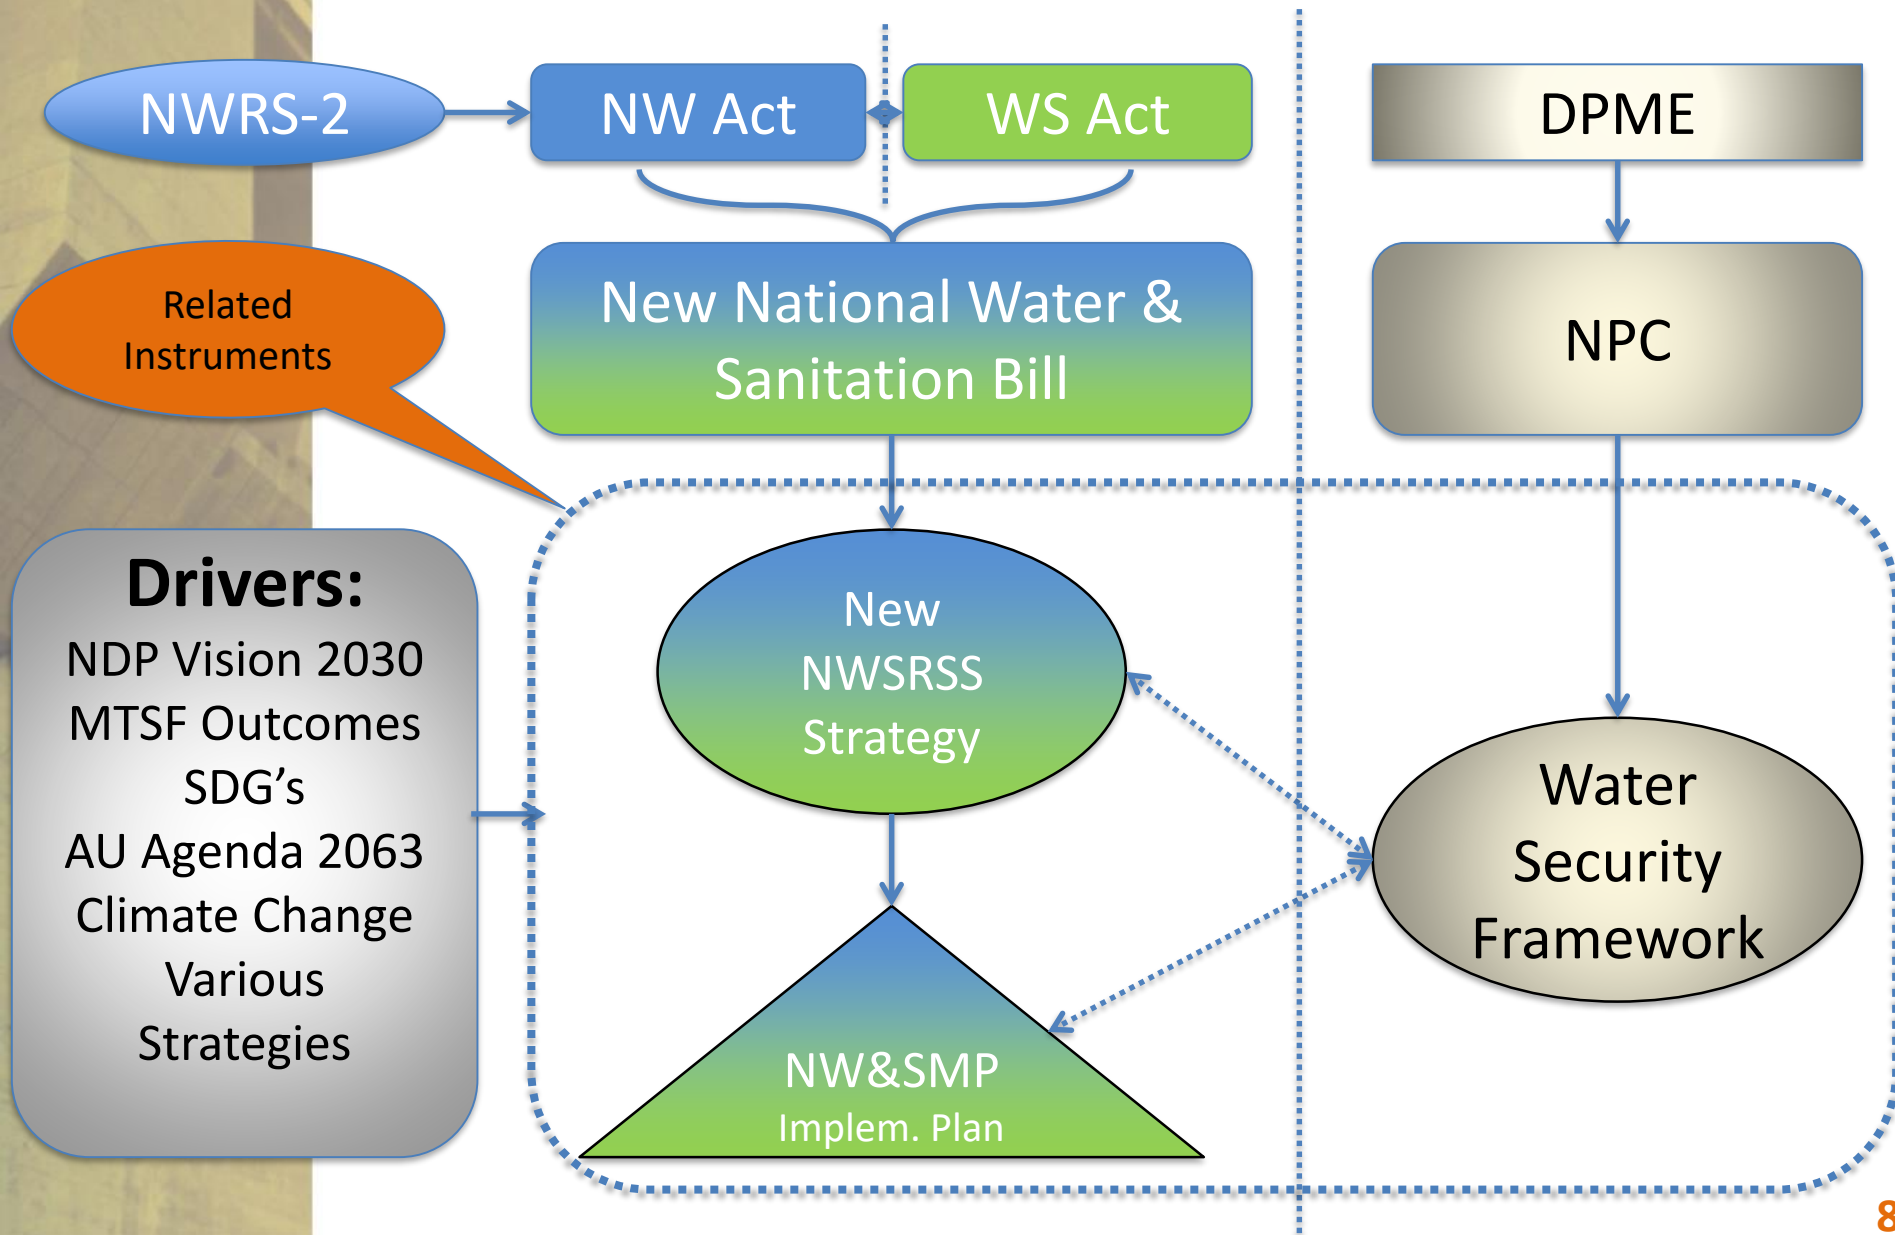 NWRS-2
NW Act
WS Act
DPME
Related
Instruments
New National Water &
Sanitation Bill
NPC
Drivers:
NDP Vision 2030
MTSF Outcomes
SDG's
AU Agenda 2063
Climate Change
Various
Strategies
New
NWSRSS
Strategy
Water
Security
Framework
NW&SMP
Implem. Plan
8